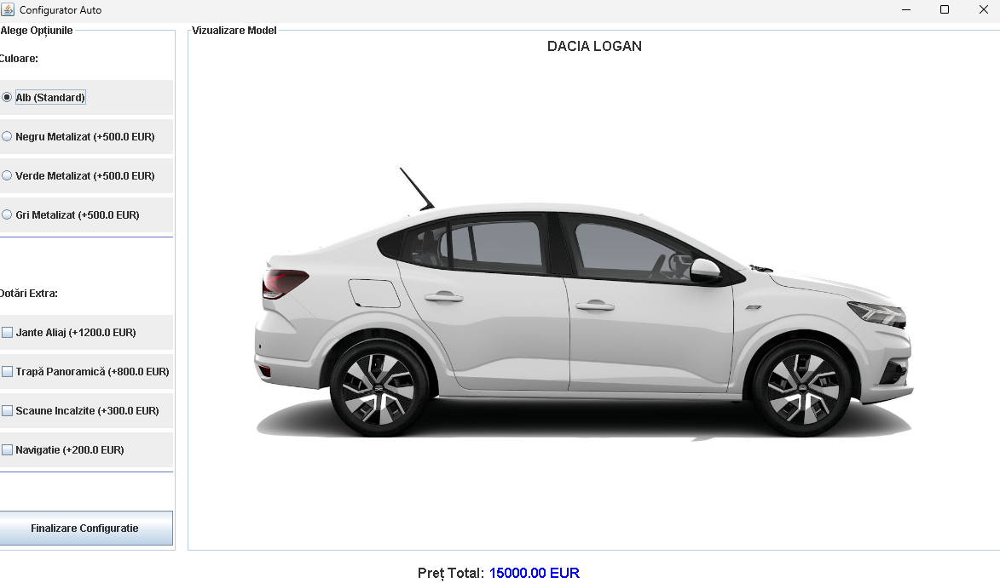 Configurator Auto
Alege Opțiunile
Culoare:
Alb (Standard)
Negru Metalizat (+500.0 EUR)
Verde Metalizat (+500.0 EUR)
Gri Metalizat (+500.0 EUR)
Dotări Extra:
Jante Aliaj (+1200.0 EUR)
Trapă Panoramică (+800.0 EUR)
Scaune Incalzite (+300.0 EUR)
Navigatie (+200.0 EUR)
Finalizare Configuratie
Vizualizare Model
DACIA LOGAN
Preț Total: 15000.00 EUR